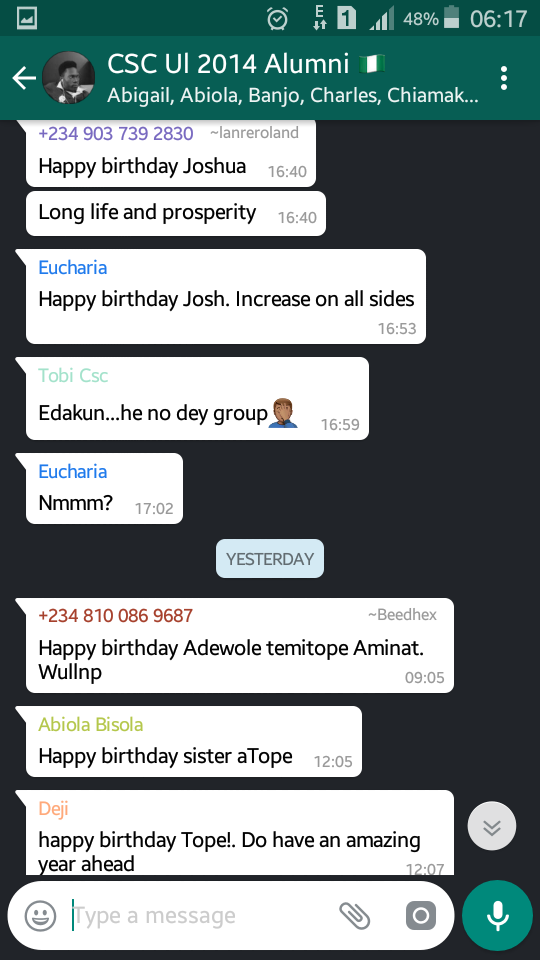 E 1 48% 06:17
CSC UI 2014 Alumni
Abigail, Abiola, Banjo, Charles, Chiamak...
+234 903 739 2830 ~lanreroland
Happy birthday Joshua 16:40
Long life and prosperity 16:40
Eucharia
Happy birthday Josh. Increase on all sides
16:53
Tobi Csc
Edakun...he no dey group🤦🏾‍♂️ 16:59
Eucharia
Nmmm? 17:02
YESTERDAY
+234 810 086 9687 ~Beedhex
Happy birthday Adewole temitope Aminat.
Wullnp 09:05
Abiola Bisola
Happy birthday sister aTope 12:05
Deji
happy birthday Tope!. Do have an amazing
year ahead 12:07
Type a message